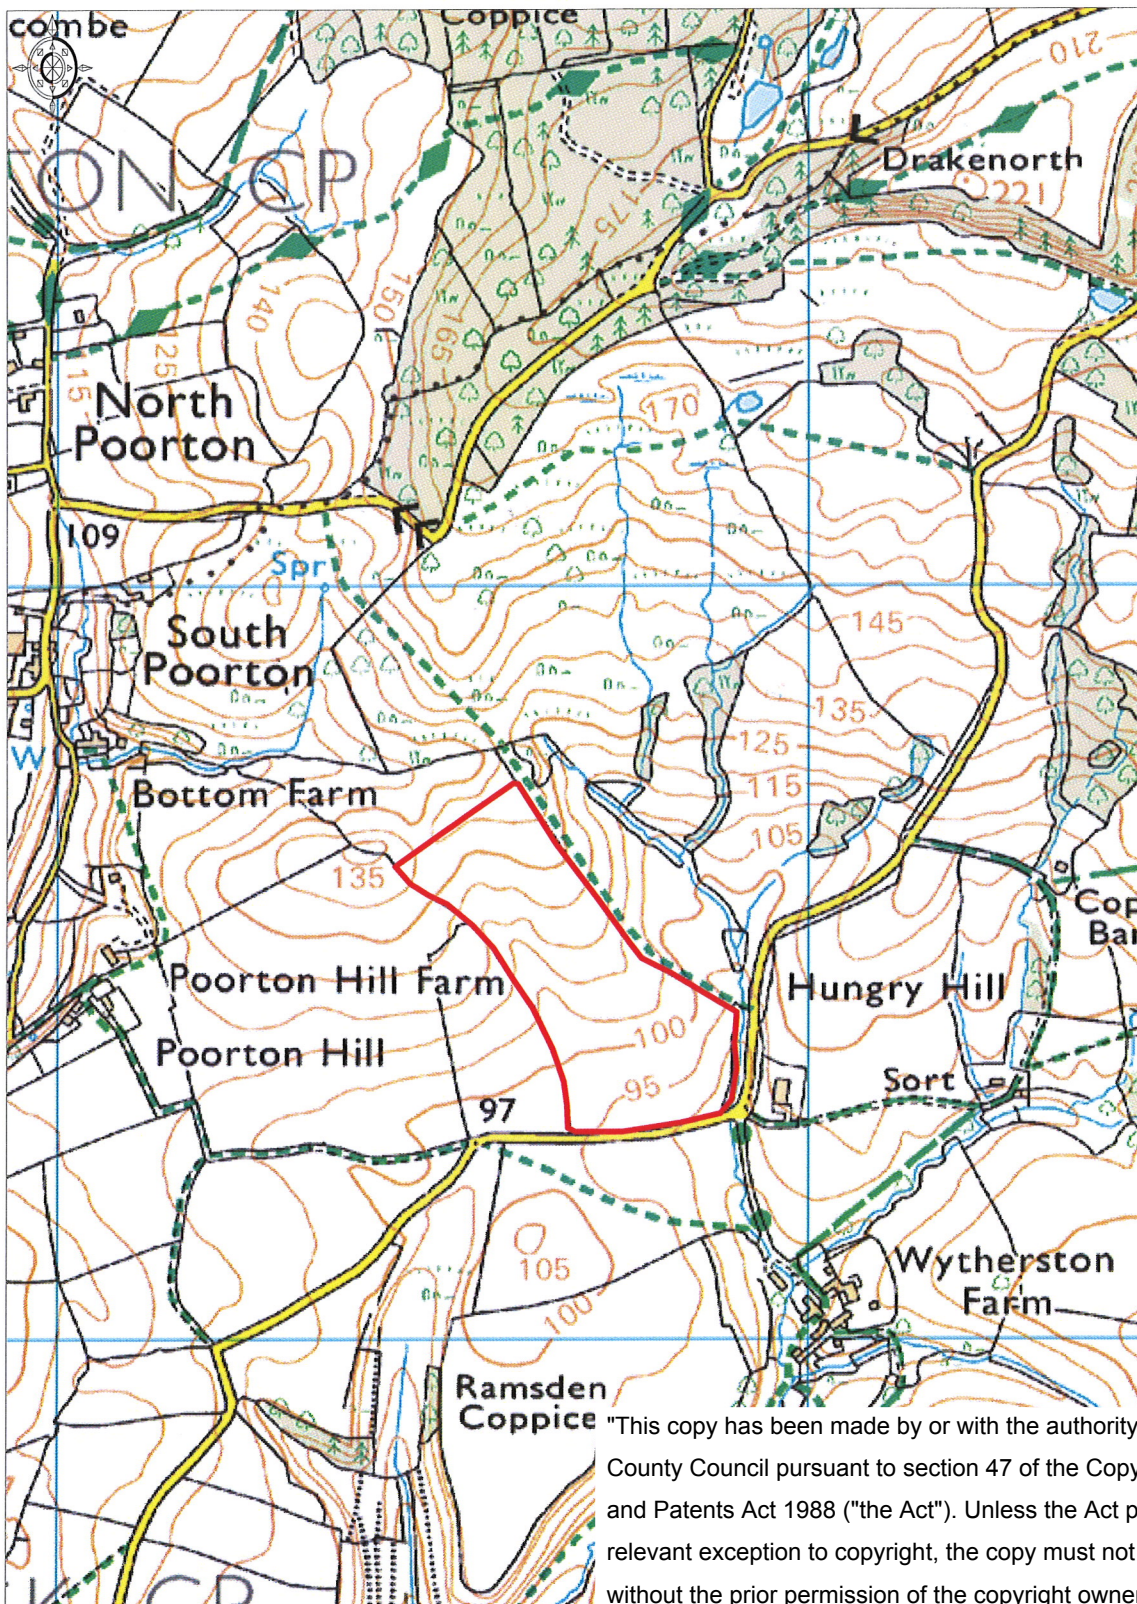 combe
Coppice
210
TON CP
Drakenorth
221
175
150
140
165
125
115
North
Poorton
170
109
Spr
South
Poorton
145
135
125
115
105
W
Bottom Farm
135
Poorton Hill Farm
Hungry Hill
Cop
Bar
100
Poorton Hill
95
Sort
97
105
100
Wytherston
Farm
Ramsden
Coppice
"This copy has been made by or with the authority
County Council pursuant to section 47 of the Copy
and Patents Act 1988 ("the Act"). Unless the Act p
relevant exception to copyright, the copy must not
without the prior permission of the copyright owner
CP